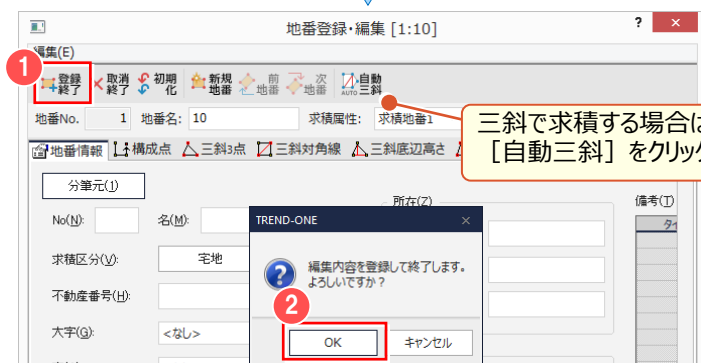 地番登録・編集 [1:10]
? ×
編集(E)
1
登録
終了
取消
終了
初期
化
新規
地番
前
地番
次
地番
自動
AUTO 三斜
地番No. 1 地番名: 10 求積属性: 求積地番1
三斜で求積する場合は
［自動三斜］をクリック
地番情報 構成点 三斜3点 三斜対角線 三斜底辺高さ
分筆元(J)
所在(Z)
備考(T)
No(N): 名(M):
TREND-ONE ×
求積区分(V): 宅地
編集内容を登録して終了します。
よろしいですか？
不動産番号(H):
2
大字(G): <なし>
OK キャンセル